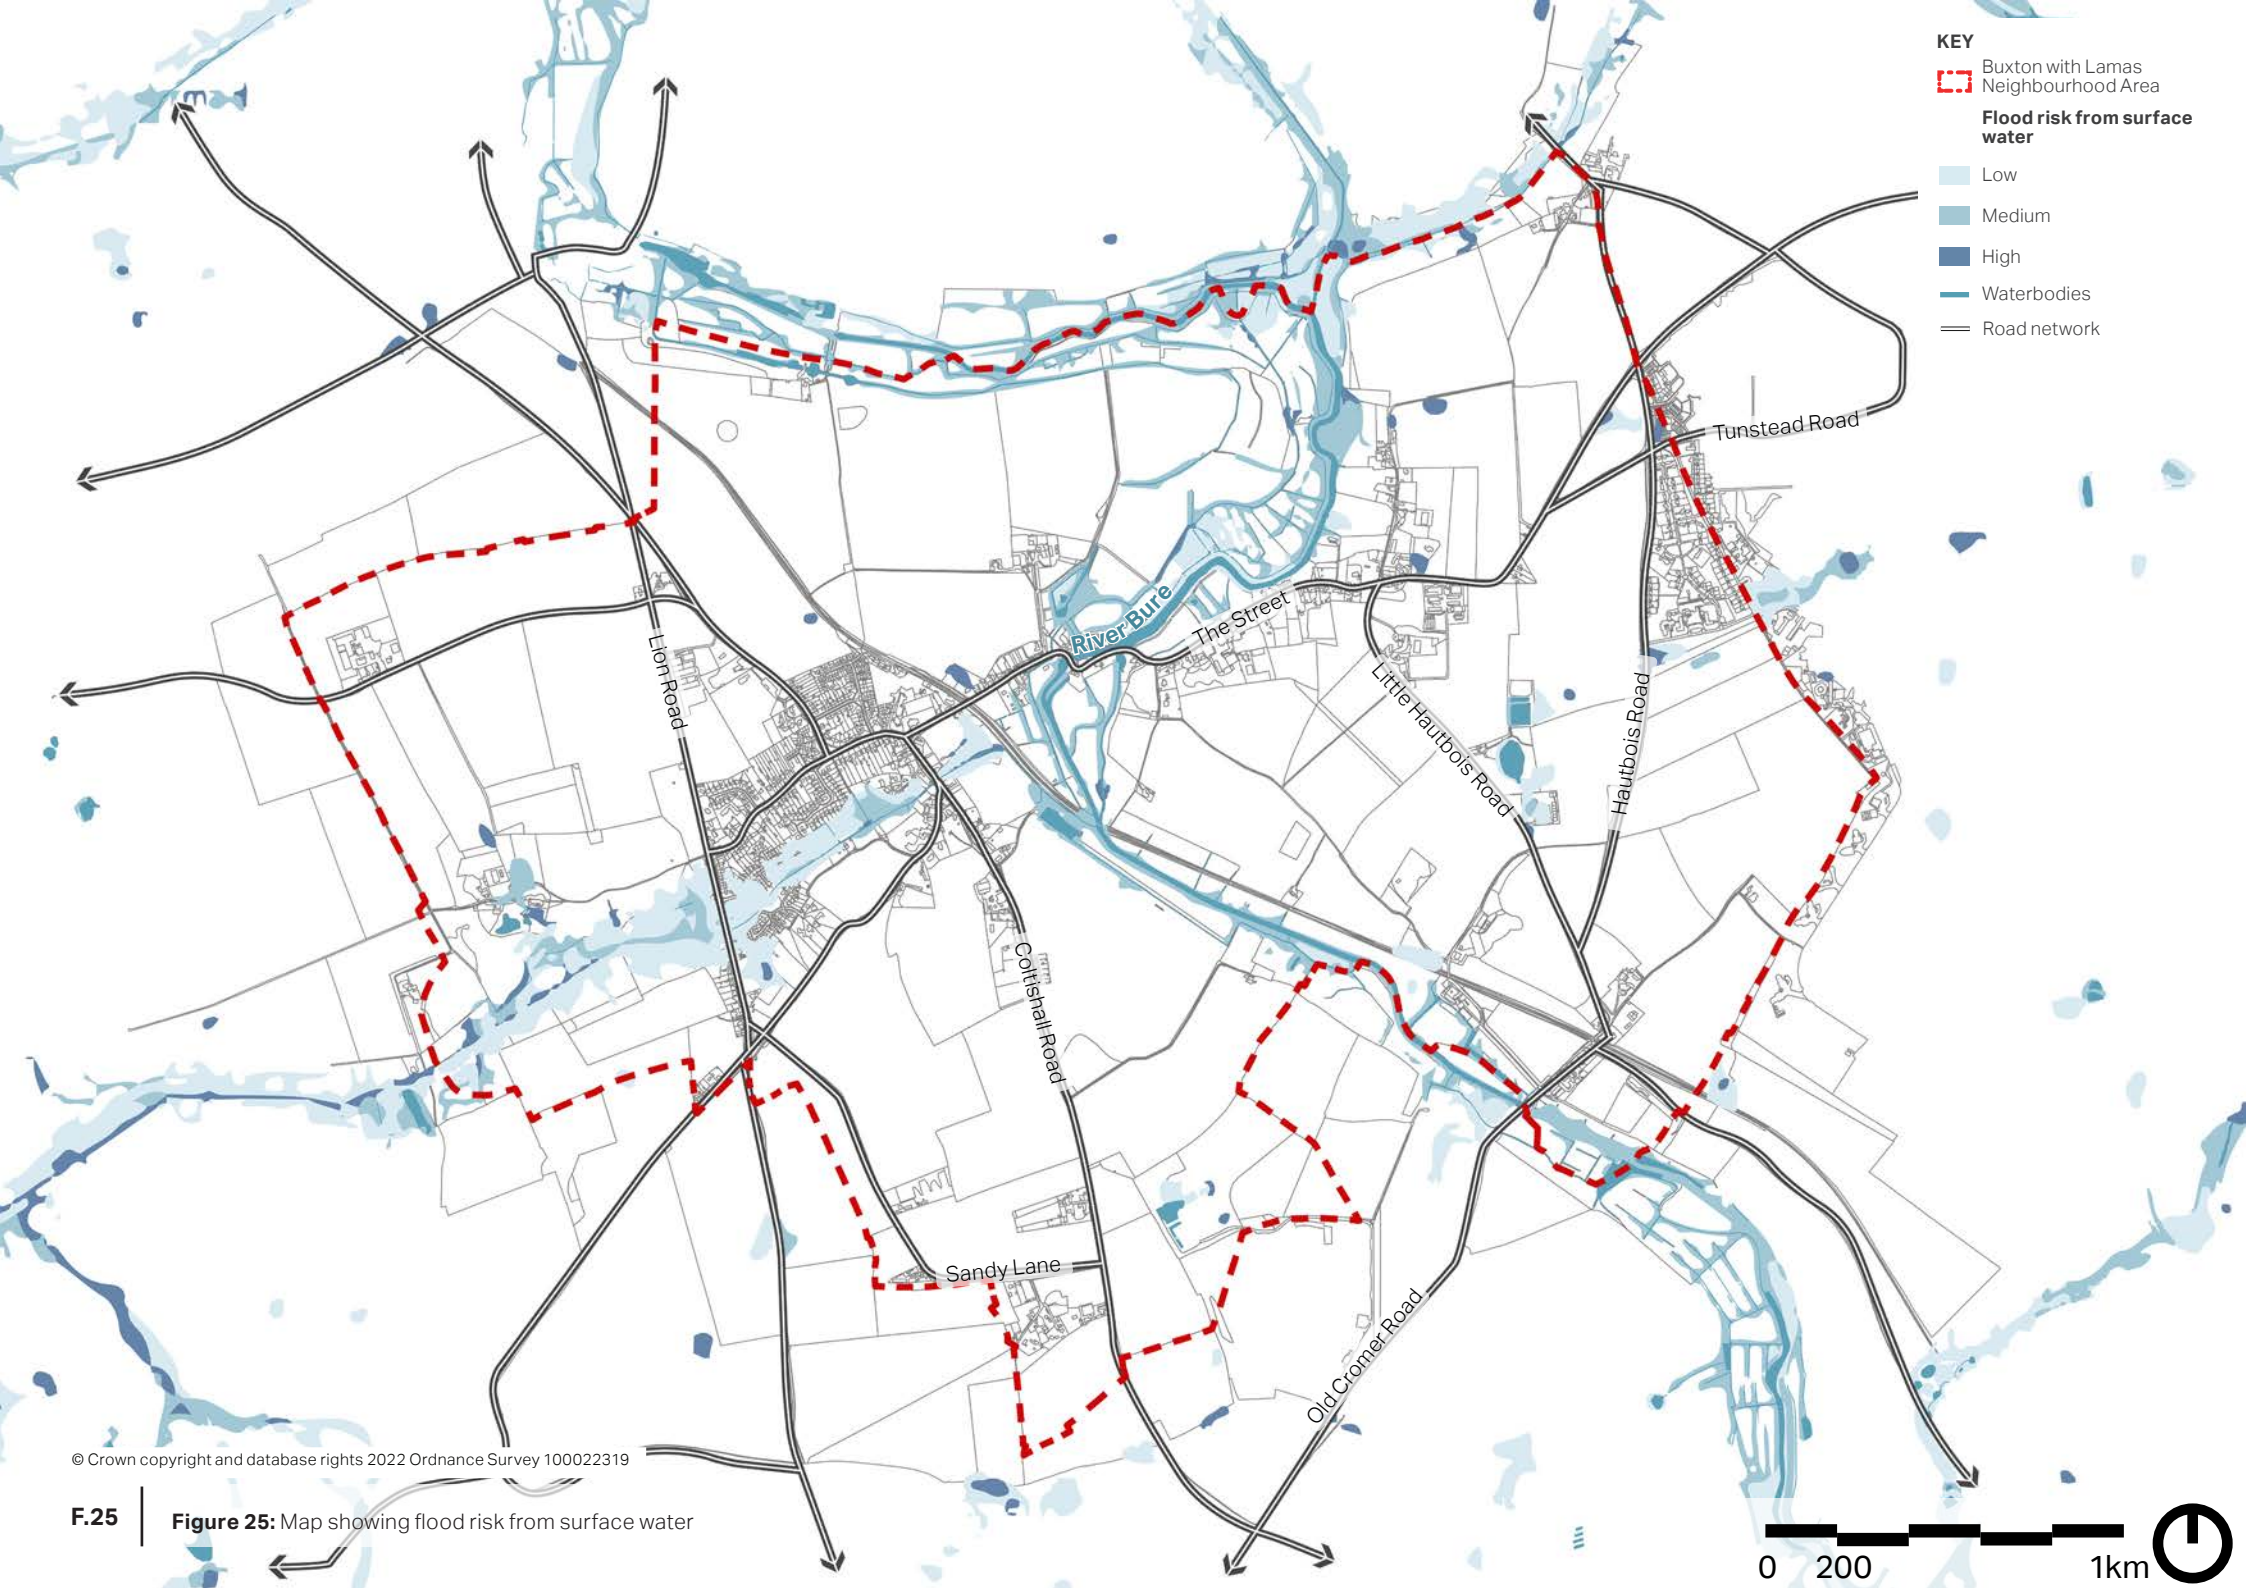 KEY
Buxton with Lamas
Neighbourhood Area
Flood risk from surface
water
Low
Medium
High
Waterbodies
Road network
Tunstead Road
River Bure
The Street
Lion Road
Little Hautbois Road
Hautbois Road
Coltishall Road
Sandy Lane
Old Cromer Road
© Crown copyright and database rights 2022 Ordnance Survey 100022319
F.25
Figure 25: Map showing flood risk from surface water
0 200 1km